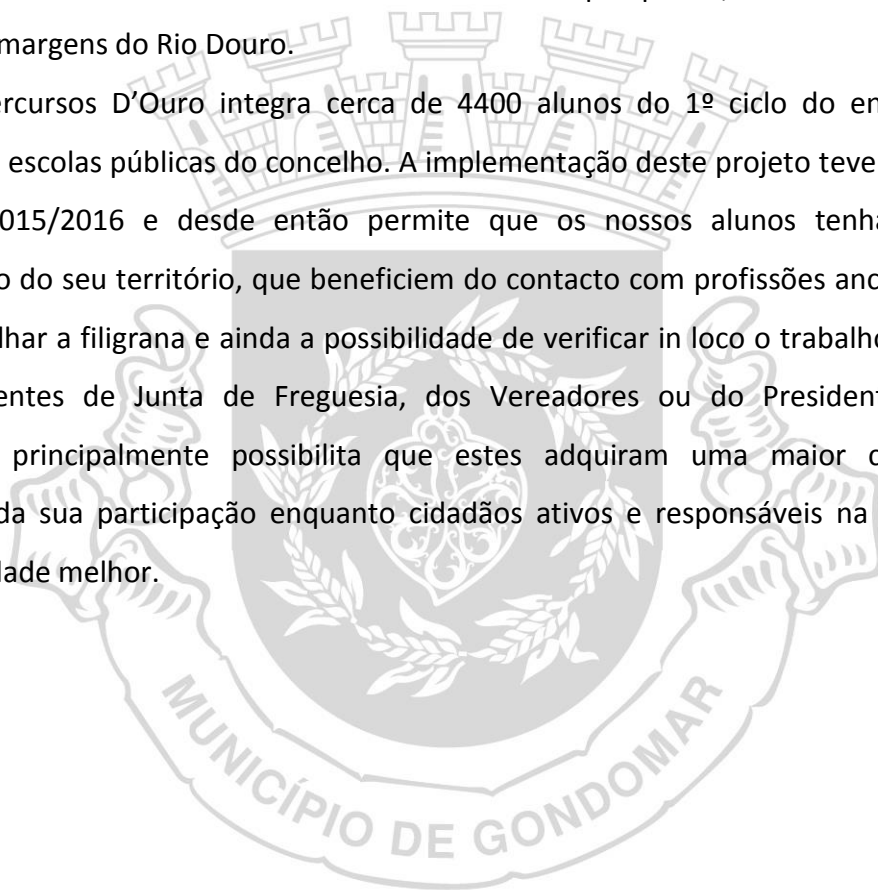 margens do Rio Douro.
ercursos D'Ouro integra cerca de 4400 alunos do 1º ciclo do en
escolas públicas do concelho. A implementação deste projeto teve
015/2016 e desde então permite que os nossos alunos tenha
o do seu território, que beneficiem do contacto com profissões anc
lhar a filigrana e ainda a possibilidade de verificar in loco o trabalho
entes de Junta de Freguesia, dos Vereadores ou do President
principalmente possibilita que estes adquiram uma maior c
da sua participação enquanto cidadãos ativos e responsáveis na
dade melhor.
MUNICÍPIO DE GONDOMAR